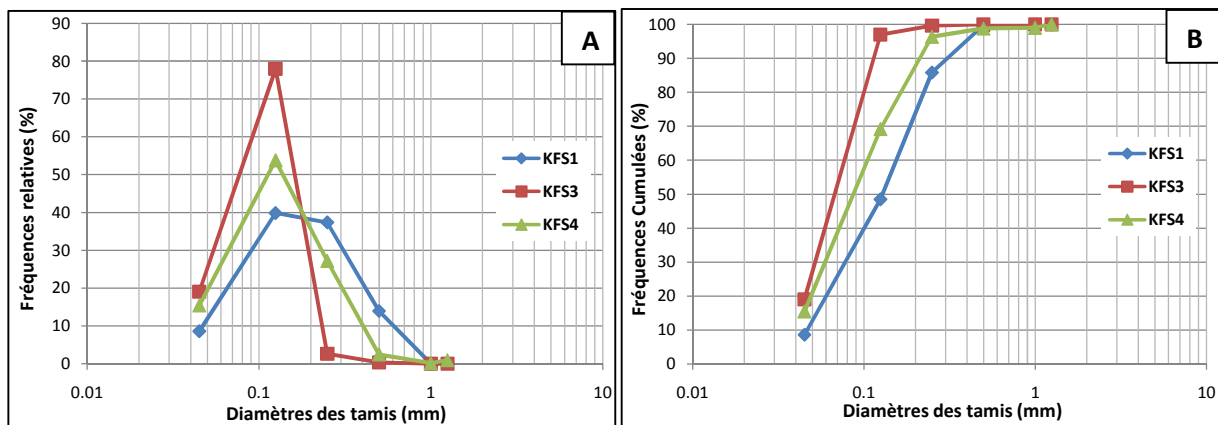 A
Fréquences relatives (%)
90
80
70
60
50
40
30
20
10
0
0.01
0.1
1
10
Diamètres des tamis (mm)
KFS1
KFS3
KFS4
B
Fréquences Cumulées (%)
100
90
80
70
60
50
40
30
20
10
0
0.01
0.1
1
10
Diamètres des tamis (mm)
KFS1
KFS3
KFS4